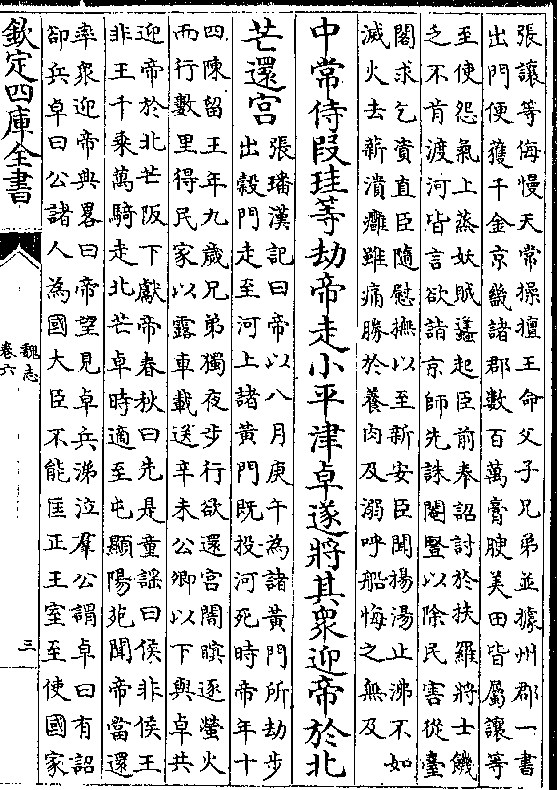 張讓等侮慢天常操擅王命父子兄弟並據州郡一書
出門便獲千金京畿諸郡數百萬膏腴美田皆屬讓等
至使怨氣上蒸妖賊蠭起臣前奉詔討於扶羅將士饑
乏不肯渡河皆言欲詣京師先誅閹豎以除民害從臺
閣求乞資直臣隨慰撫以至新安臣聞揚湯止沸不如
滅火去薪潰癰雖痛勝於養肉及溺呼船悔之無及
中常侍段珪等劫帝走小平津卓遂將其衆迎帝於北
芒還宮
張璠漢記曰帝以八月庚午為諸黃門所劫步
出穀門走至河上諸黃門既投河死時帝年十
四陳留王年九歲兄弟獨夜步行欲還宮闇暝逐螢火
而行數里得民家以露車載送辛未公卿以下與卓共
迎帝於北芒阪下獻帝春秋曰先是童謠曰侯非侯王
非王千乘萬騎走北芒卓時適至屯顯陽苑聞帝當還
率衆迎帝典畧曰帝望見卓兵涕泣羣公謂卓曰有詔
卻兵卓曰公諸人為國大臣不能匡正王室至使國家
欽定四庫全書
魏志
卷六
三